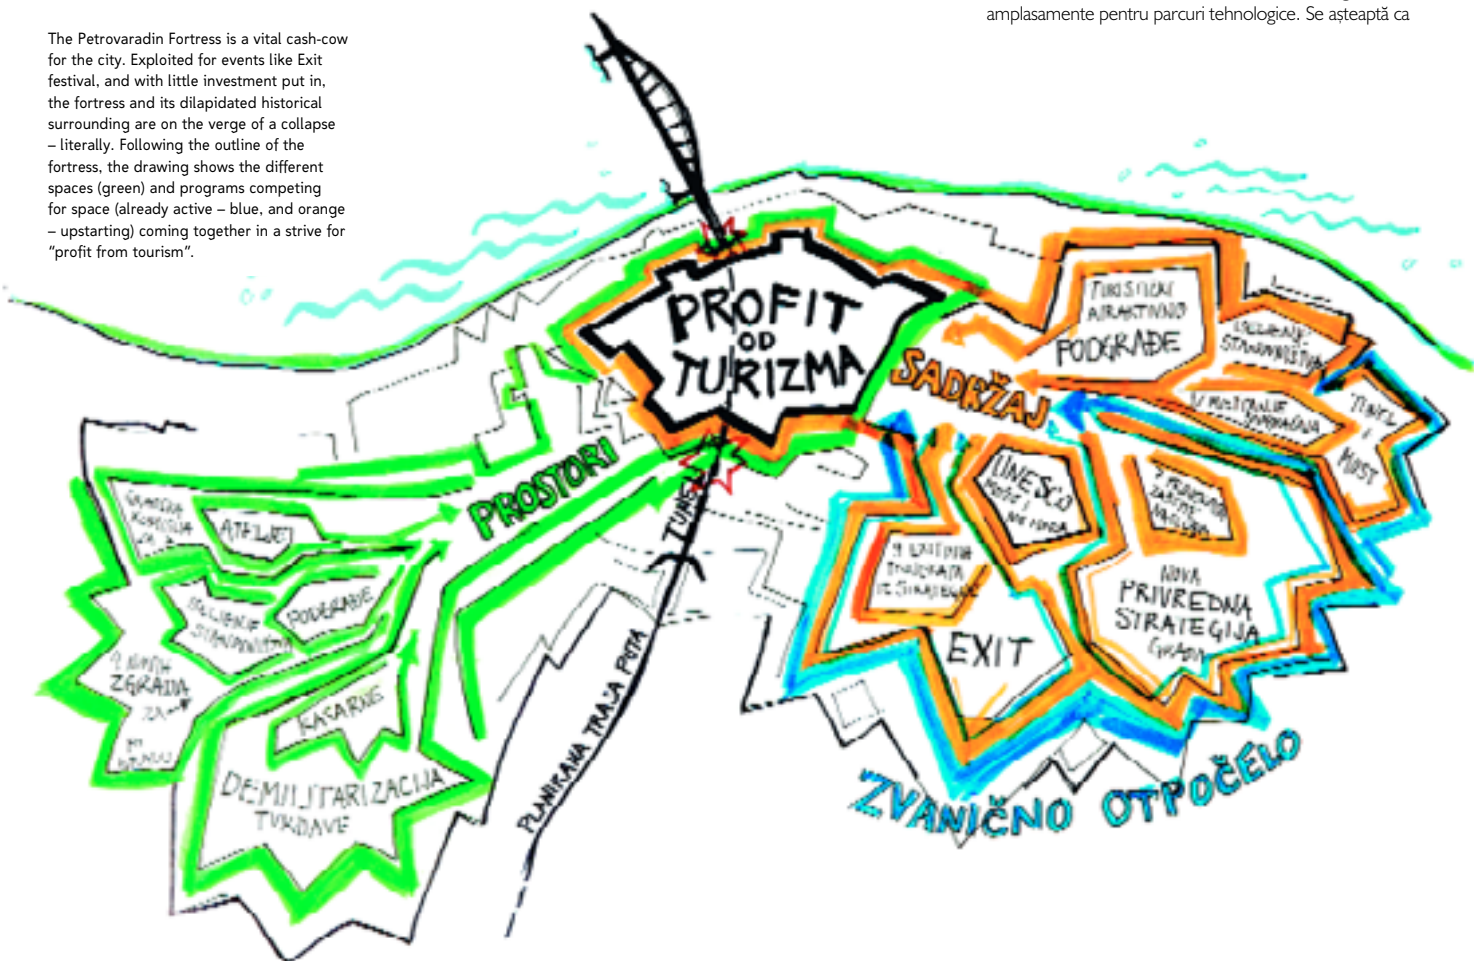 amplasamente pentru parcuri tehnologice. Se așteaptă ca
The Petrovaradin Fortress is a vital cash-cow
for the city. Exploited for events like Exit
festival, and with little investment put in,
the fortress and its dilapidated historical
surrounding are on the verge of a collapse
– literally. Following the outline of the
fortress, the drawing shows the different
spaces (green) and programs competing
for space (already active – blue, and orange
– upstarting) coming together in a strive for
“profit from tourism”.
PROFIT
OD
TURIZMA
TURISTIČKI
ATRAKTIVNO
PODGRAĐE
SADRŽAJ
TUNEL
I
MOST
PROSTORI
ATELJEI
PODGRAĐE
ZGRADA
KASARNE
DEMILITARIZACIJA
TVRĐAVE
TUNEL
PLANIRANA TRASA PUTA
UNESCO
EXIT
NOVA
PRIVREDNA
STRATEGIJA
GRADA
ZVANIČNO OTPOČELO